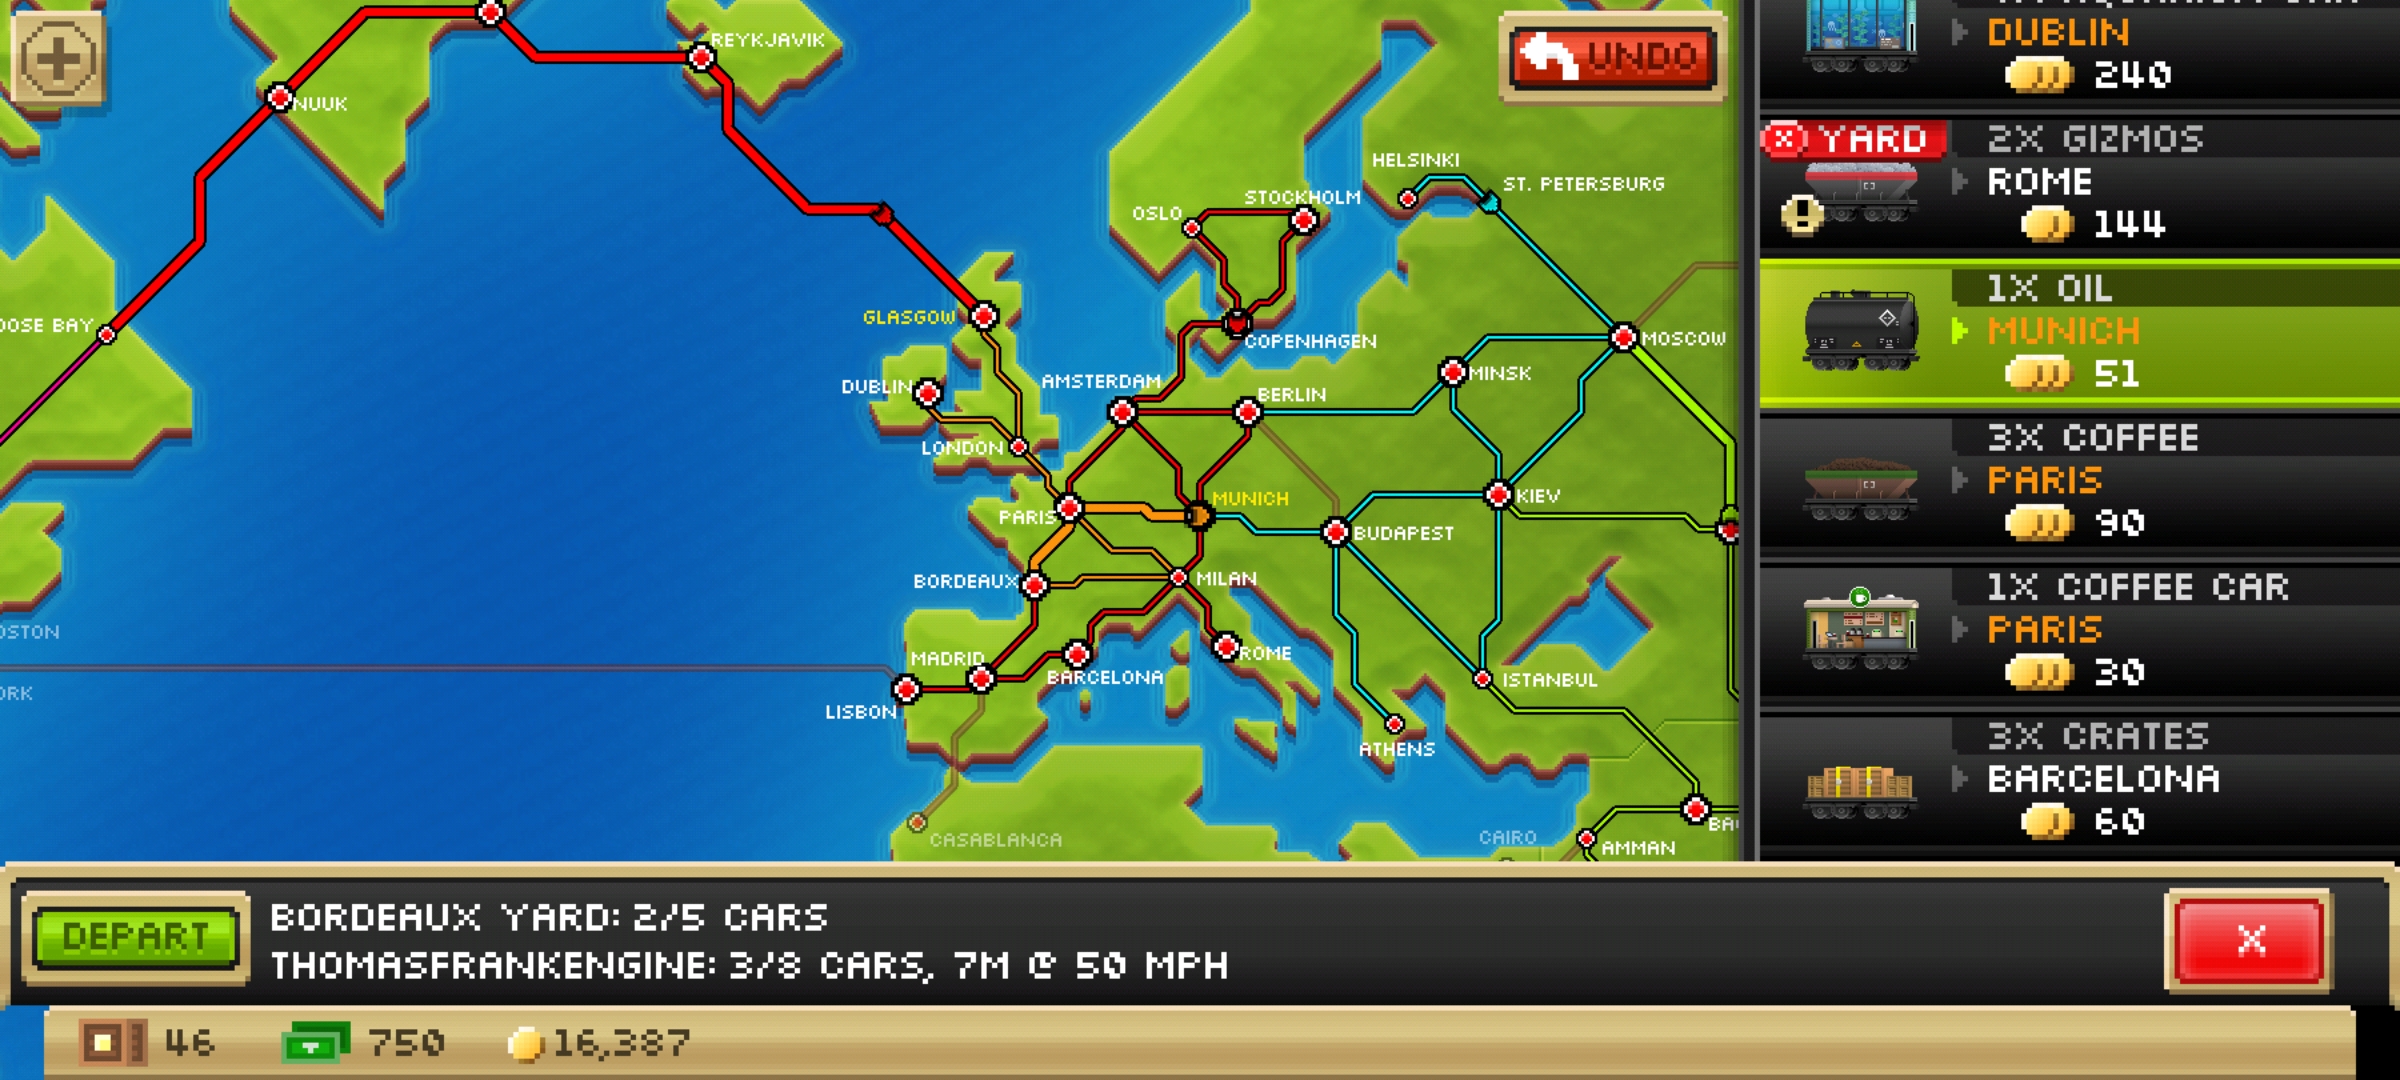 REYKJAVIK
NUUK
UNDO
HELSINKI
ST. PETERSBURG
STOCKHOLM
OSLO
GLASGOW
OOSE BAY
COPENHAGEN
MOSCOW
DUBLIN
AMSTERDAM
BERLIN
MINSK
LONDON
MUNICH
KIEV
PARIS
BUDAPEST
BORDEAUX
MILAN
OSTON
MADRID
ROME
BARCELONA
ISTANBUL
ORK
LISBON
ATHENS
CASABLANCA
CAIRO
AMMAN
BA
DUBLIN
240
YARD
2X GIZMOS
ROME
144
1X OIL
MUNICH
51
3X COFFEE
PARIS
90
1X COFFEE CAR
PARIS
30
3X CRATES
BARCELONA
60
DEPART
BORDEAUX YARD: 2/5 CARS
THOMASFRANKENGINE: 3/8 CARS, 7M @ 50 MPH
X
46
750
16,387